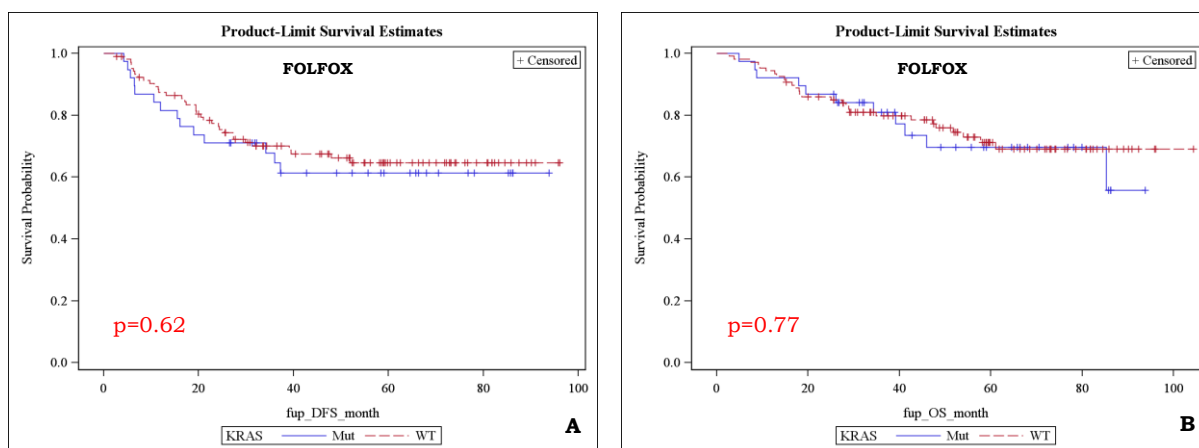 Product-Limit Survival Estimates
FOLFOX
+ Censored
Survival Probability
1.0
0.8
0.6
0.4
0.2
0.0
p=0.62
0 20 40 60 80 100
fup_DFS_month
KRAS Mut WT
A
Product-Limit Survival Estimates
FOLFOX
+ Censored
Survival Probability
1.0
0.8
0.6
0.4
0.2
0.0
p=0.77
0 20 40 60 80 100
fup_OS_month
KRAS Mut WT
B